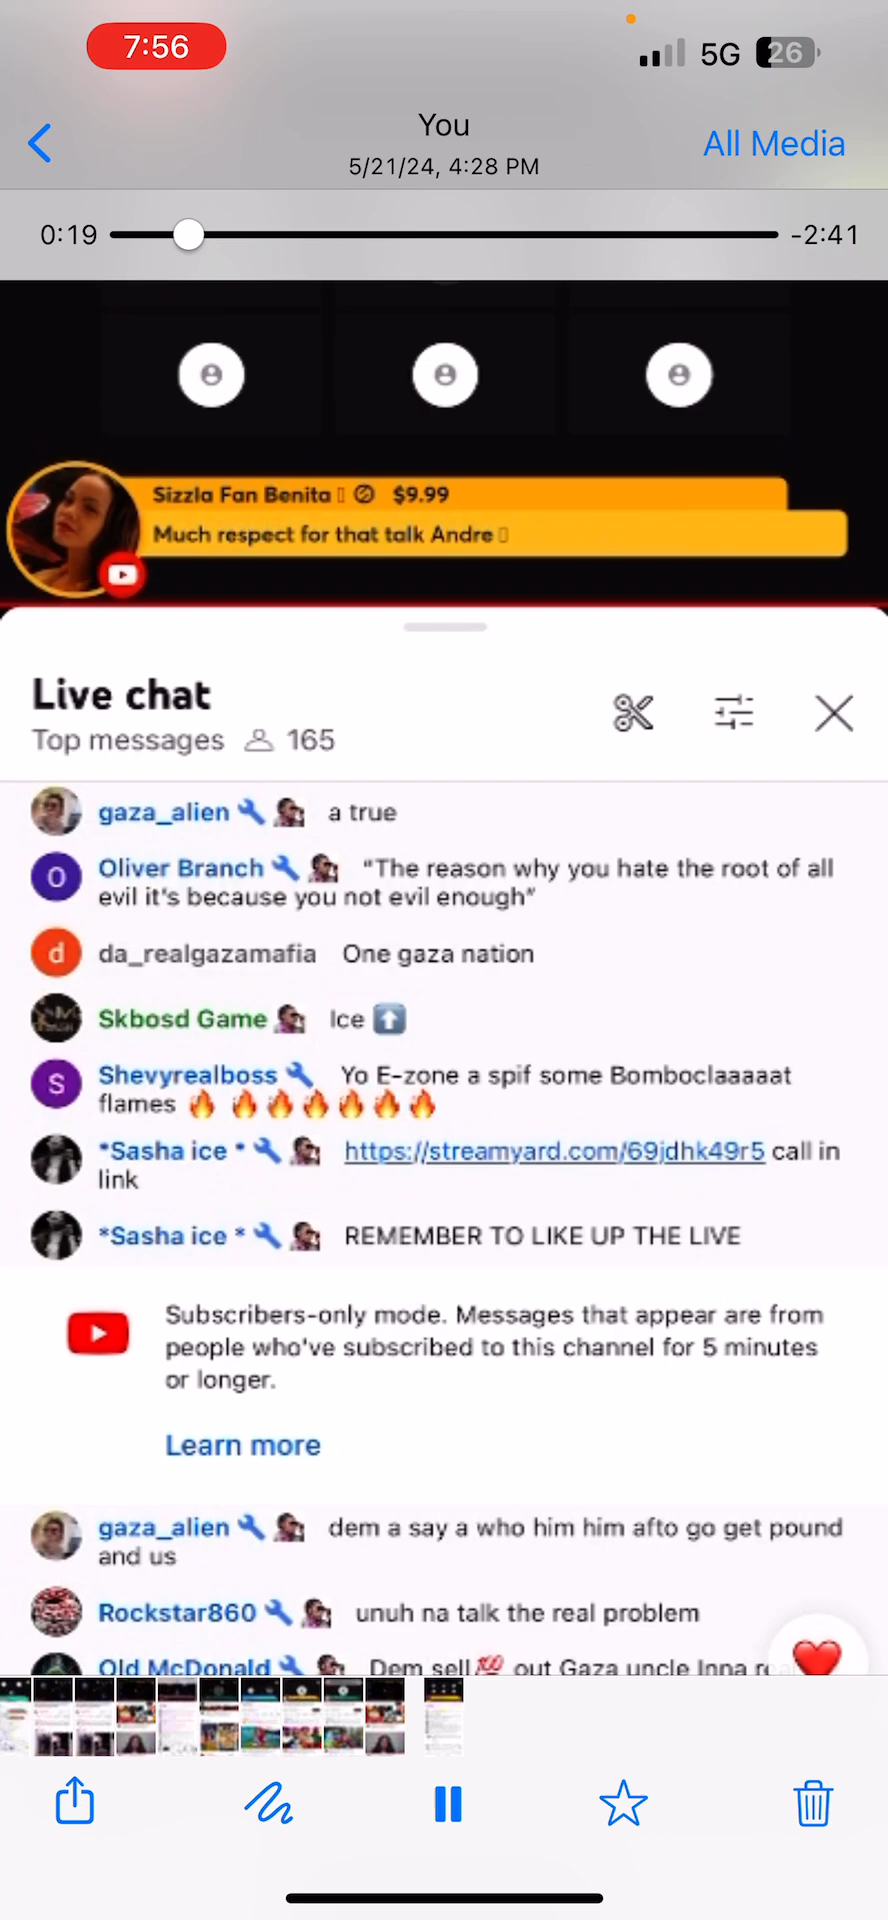 7:56
5G
26
You
5/21/24, 4:28 PM
All Media
0:19
-2:41
Sizzla Fan Benita $9.99
Much respect for that talk Andre
Live chat
Top messages 165
gaza_alien a true
O
Oliver Branch "The reason why you hate the root of all
evil it's because you not evil enough"
d
da_realgazamafia One gaza nation
Skbosd Game Ice ⬆️
S
Shevyrealboss Yo E-zone a spif some Bomboclaaaaat
flames 🔥 🔥🔥🔥🔥🔥🔥
*Sasha ice * https://streamyard.com/69jdhk49r5 call in
link
*Sasha ice * REMEMBER TO LIKE UP THE LIVE
Subscribers-only mode. Messages that appear are from
people who've subscribed to this channel for 5 minutes
or longer.
Learn more
gaza_alien dem a say a who him him afto go get pound
and us
Rockstar860 unuh na talk the real problem
Old McDonald Dem sell💯 out Gaza uncle Inna